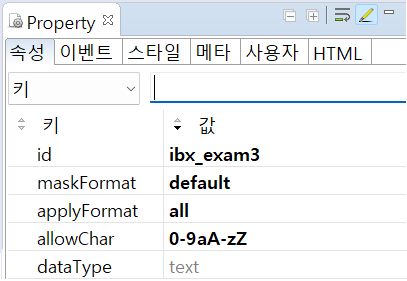 Property
속성 이벤트 스타일 메타 사용자 HTML
키
키 값
id ibx_exam3
maskFormat default
applyFormat all
allowChar 0-9aA-zZ
dataType text